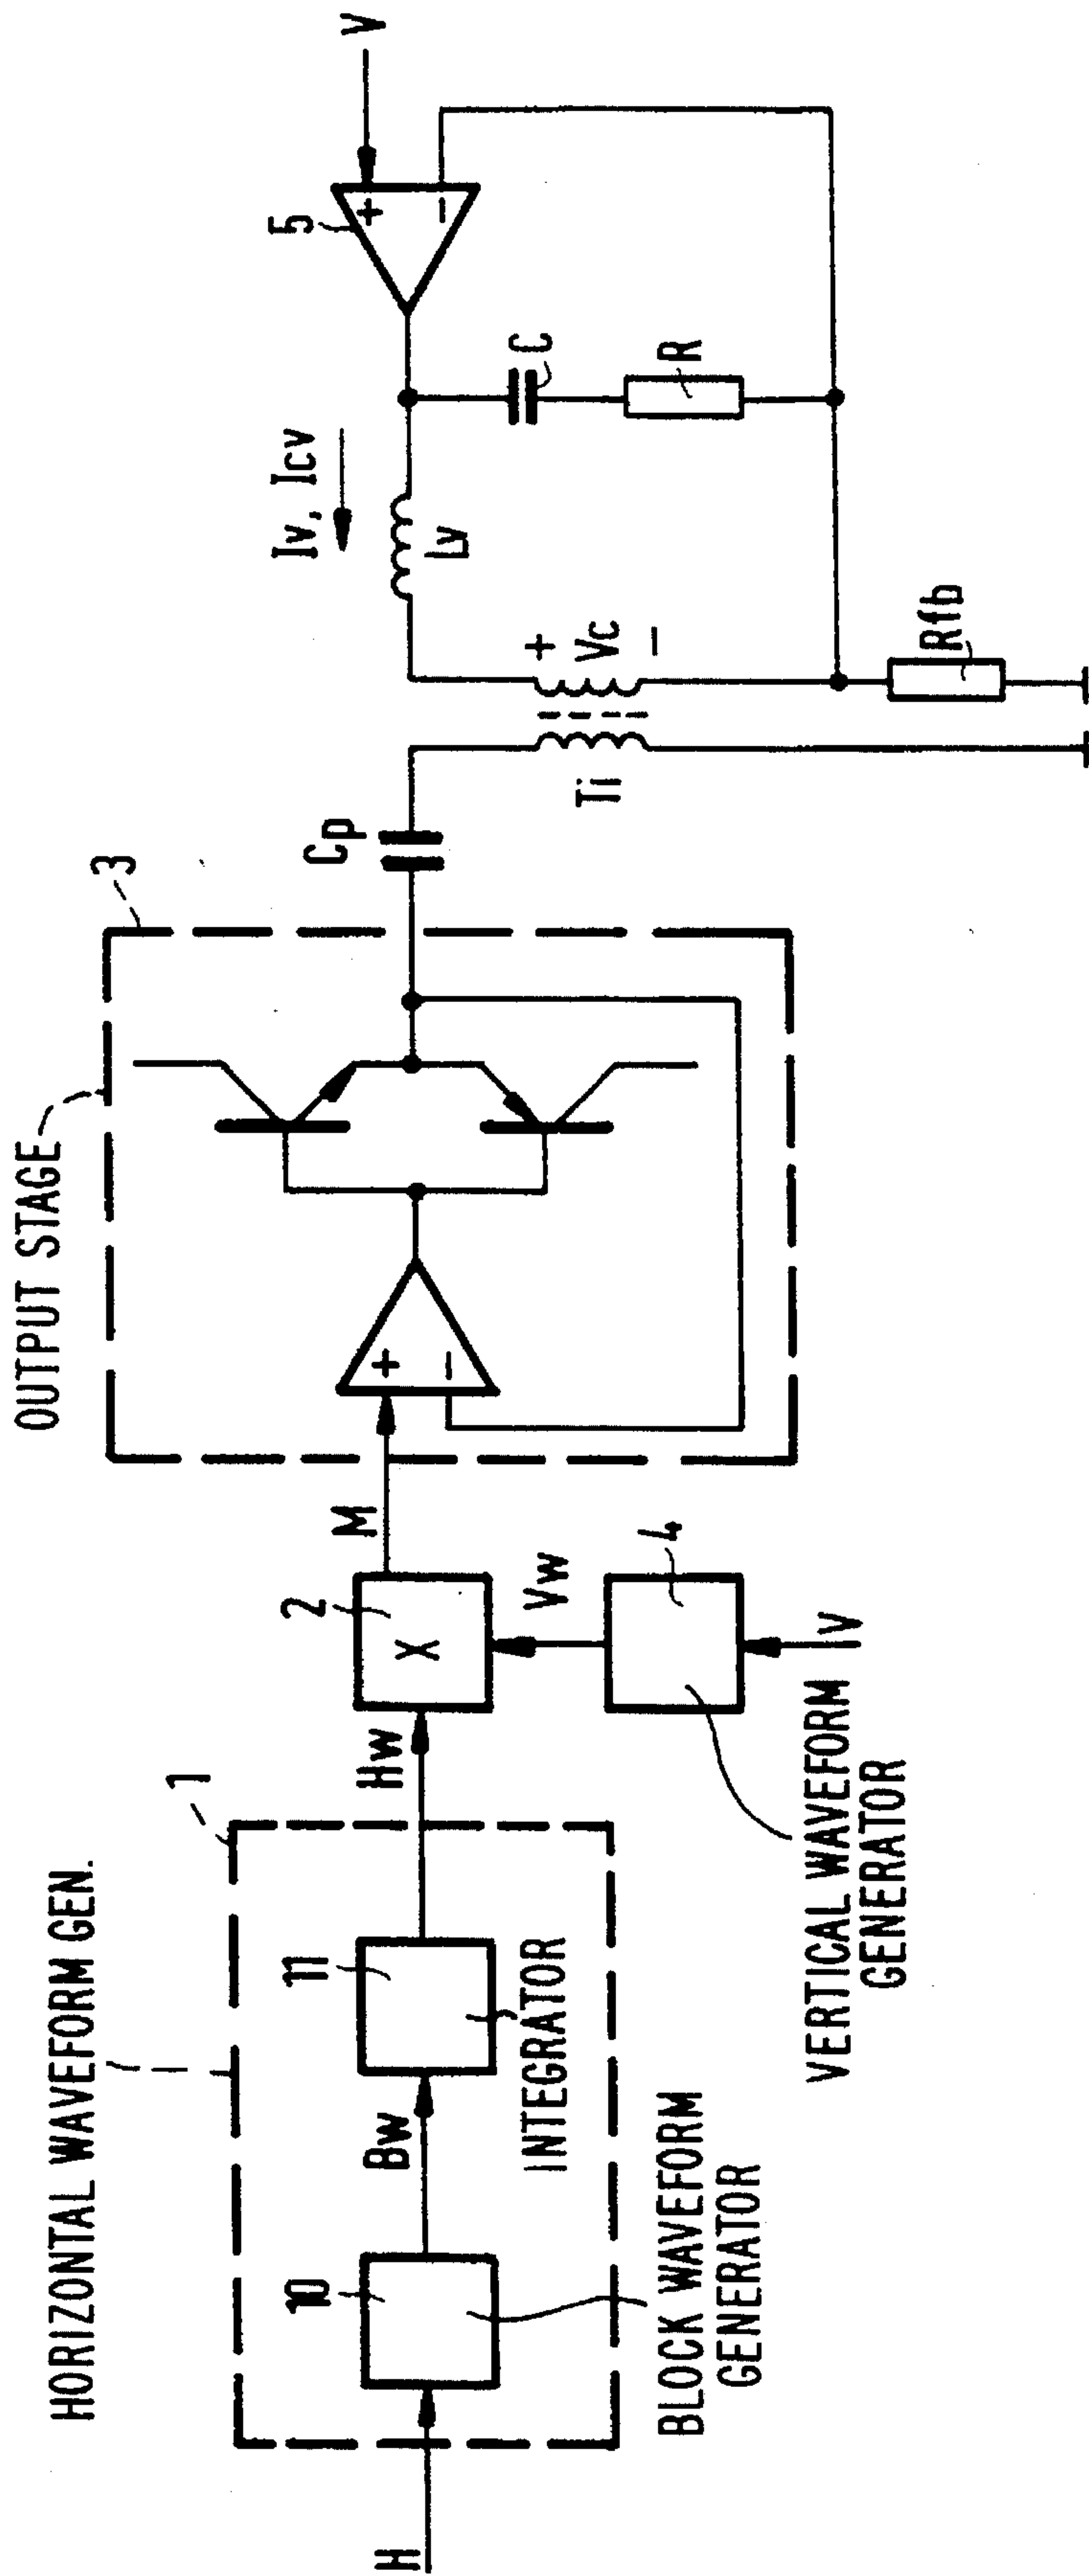 HORIZONTAL WAVEFORM GEN.
1
OUTPUT STAGE
3
H
10
Bw
11
Hw
2
X
M
+
−
Cp
Ti
+
Vc
−
Iv, Icv
Lv
5
+
−
V
C
R
Rfb
INTEGRATOR
BLOCK WAVEFORM
GENERATOR
Vw
4
V
VERTICAL WAVEFORM
GENERATOR